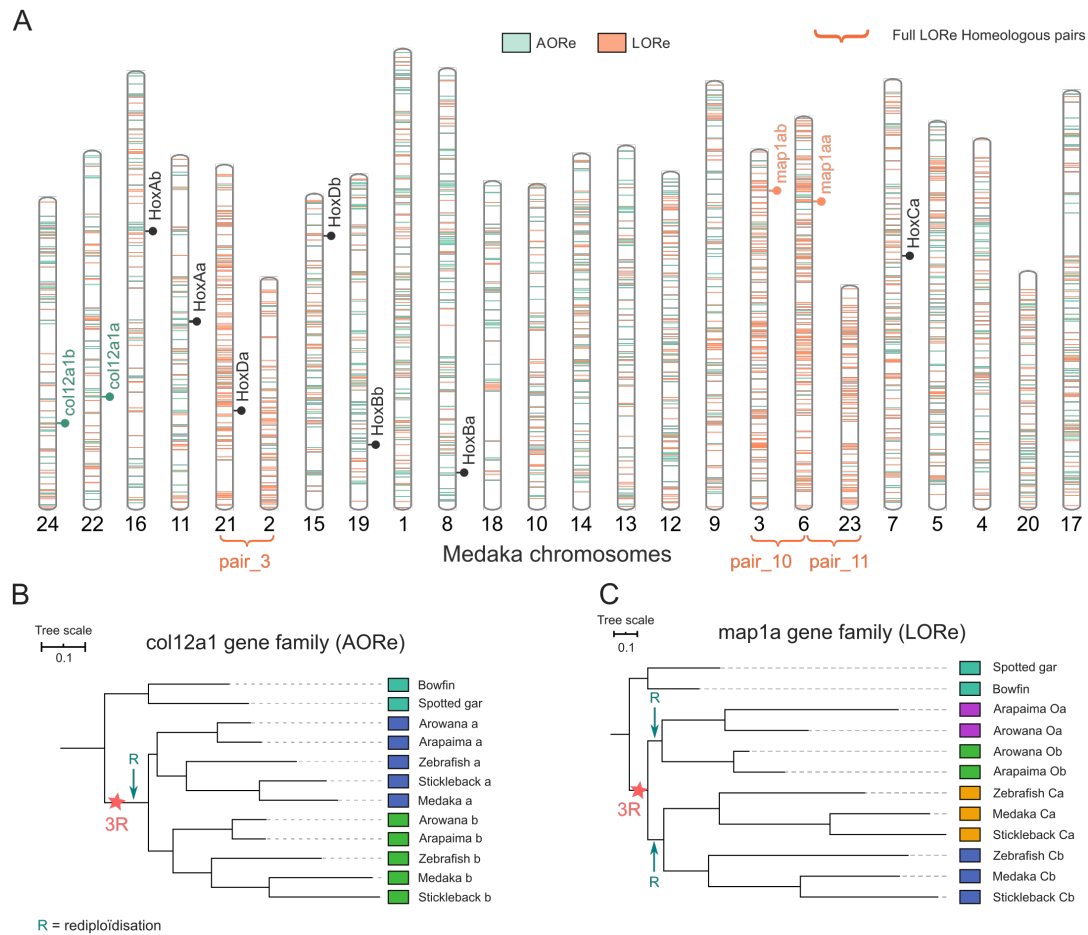 A
AORe
LORe
Full LORe Homeologous pairs
col12a1b
col12a1a
HoxAb
HoxAa
HoxDa
HoxDb
HoxBb
HoxBa
map1ab
map1aa
HoxCa
24 22 16 11 21 2 15 19 1 8 18 10 14 13 12 9 3 6 23 7 5 4 20 17
pair_3
Medaka chromosomes
pair_10
pair_11
B
Tree scale
0.1
col12a1 gene family (AORe)
R
3R
Bowfin
Spotted gar
Arowana a
Arapaima a
Zebrafish a
Stickleback a
Medaka a
Arowana b
Arapaima b
Zebrafish b
Medaka b
Stickleback b
R = rediploïdisation
C
Tree scale
0.1
map1a gene family (LORe)
R
3R
R
Spotted gar
Bowfin
Arapaima Oa
Arowana Oa
Arowana Ob
Arapaima Ob
Zebrafish Ca
Medaka Ca
Stickleback Ca
Zebrafish Cb
Medaka Cb
Stickleback Cb